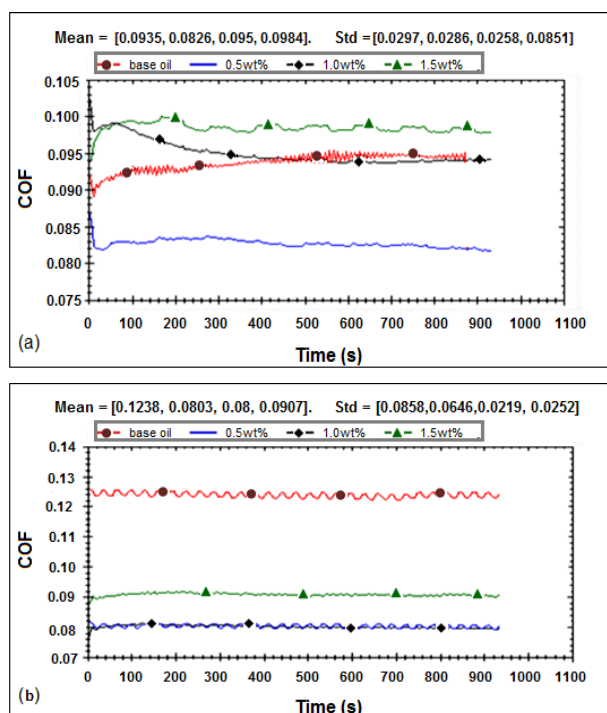 Mean = [0.0935, 0.0826, 0.095, 0.0984]. Std =[0.0297, 0.0286, 0.0258, 0.0851]
base oil 0.5wt% 1.0wt% 1.5wt%
0.105
0.100
0.095
0.090
0.085
0.080
0.075
COF
0 100 200 300 400 500 600 700 800 900 1000 1100
Time (s)
(a)
Mean = [0.1238, 0.0803, 0.08, 0.0907]. Std =[0.0858,0.0646,0.0219, 0.0252]
base oil 0.5wt% 1.0wt% 1.5wt%
0.14
0.13
0.12
0.11
0.10
0.09
0.08
0.07
COF
0 100 200 300 400 500 600 700 800 900 1000 1100
Time (s)
(b)